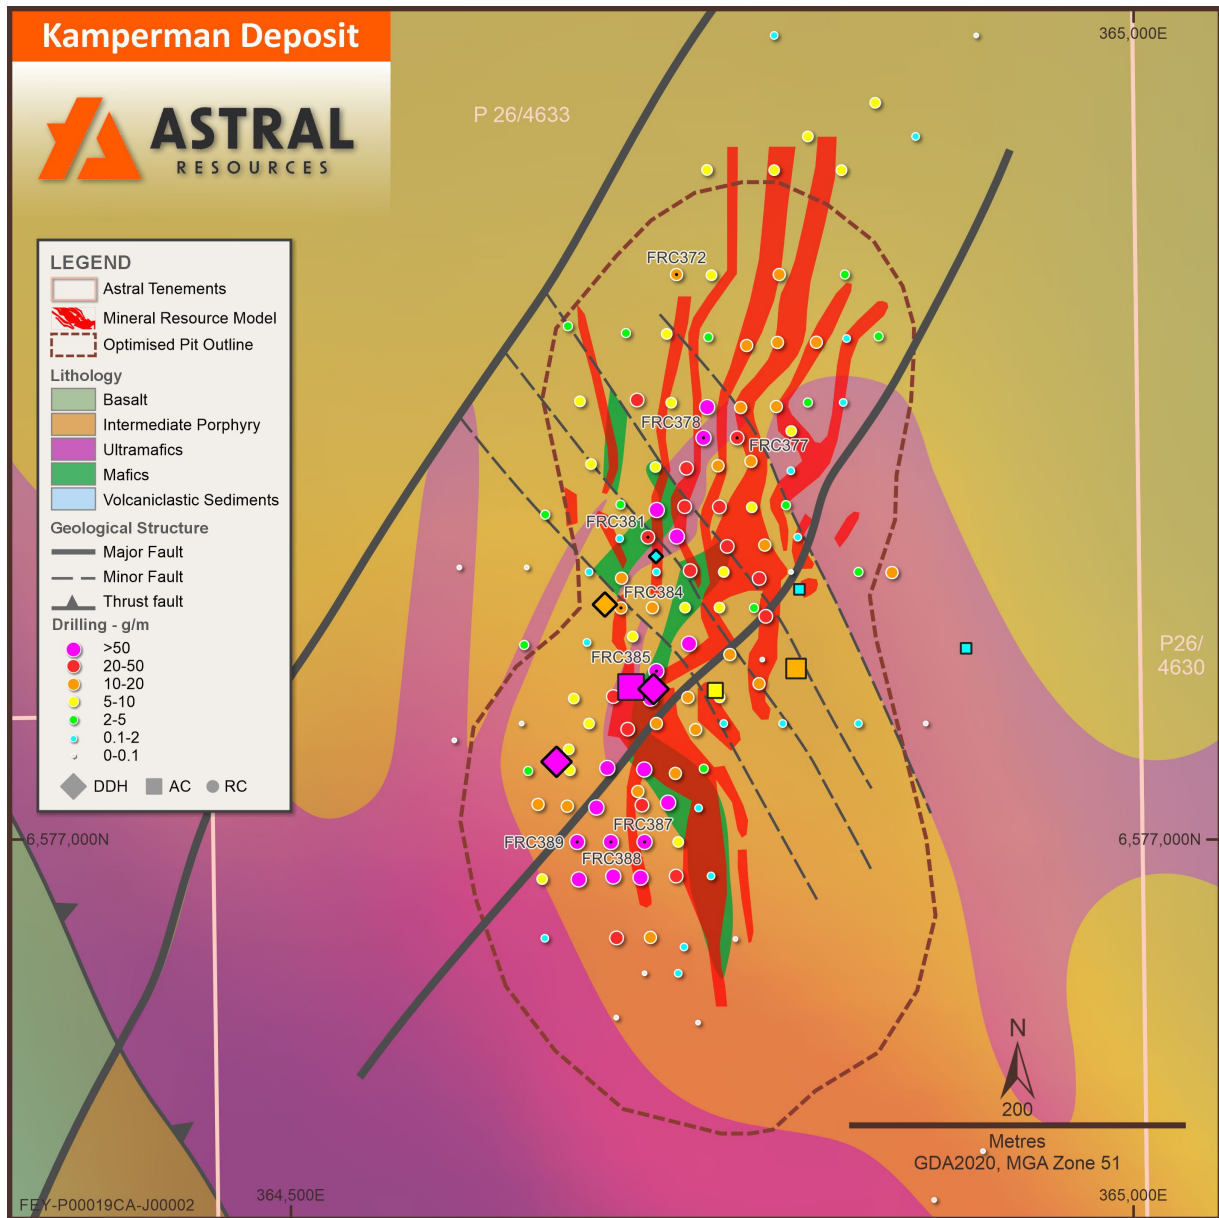 Kamperman Deposit
ASTRAL
RESOURCES
P 26/4633
365,000E
LEGEND
Astral Tenements
Mineral Resource Model
Optimised Pit Outline
Lithology
Basalt
Intermediate Porphyry
Ultramafics
Mafics
Volcaniclastic Sediments
Geological Structure
Major Fault
Minor Fault
Thrust fault
Drilling - g/m
>50
20-50
10-20
5-10
2-5
0.1-2
0-0.1
DDH
AC
RC
FRC372
FRC378
FRC377
FRC381
FRC384
FRC385
FRC387
FRC389
FRC388
P26/
4630
6,577,000N
6,577,000N
N
200
Metres
GDA2020, MGA Zone 51
FEY-P00019CA-J00002
364,500E
365,000E